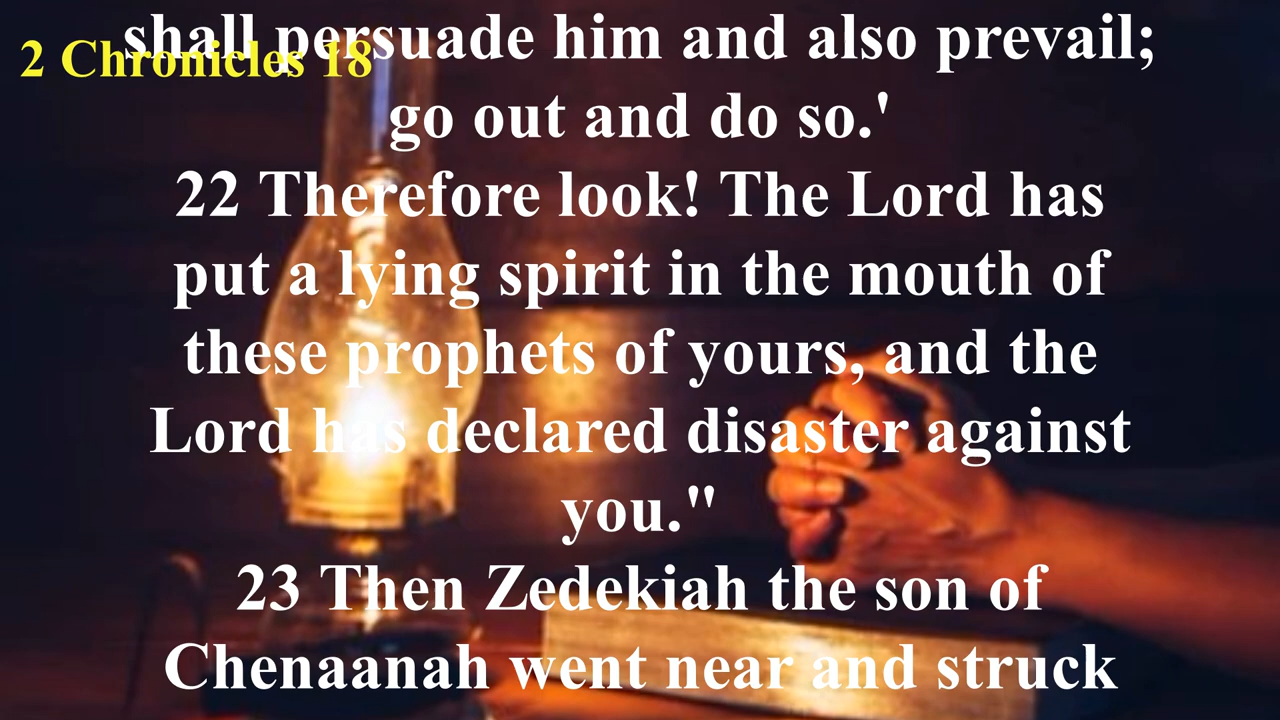 2 Chronicles 18
shall persuade him and also prevail;
go out and do so.'
22 Therefore look! The Lord has
put a lying spirit in the mouth of
these prophets of yours, and the
Lord has declared disaster against
you."
23 Then Zedekiah the son of
Chenaanah went near and struck